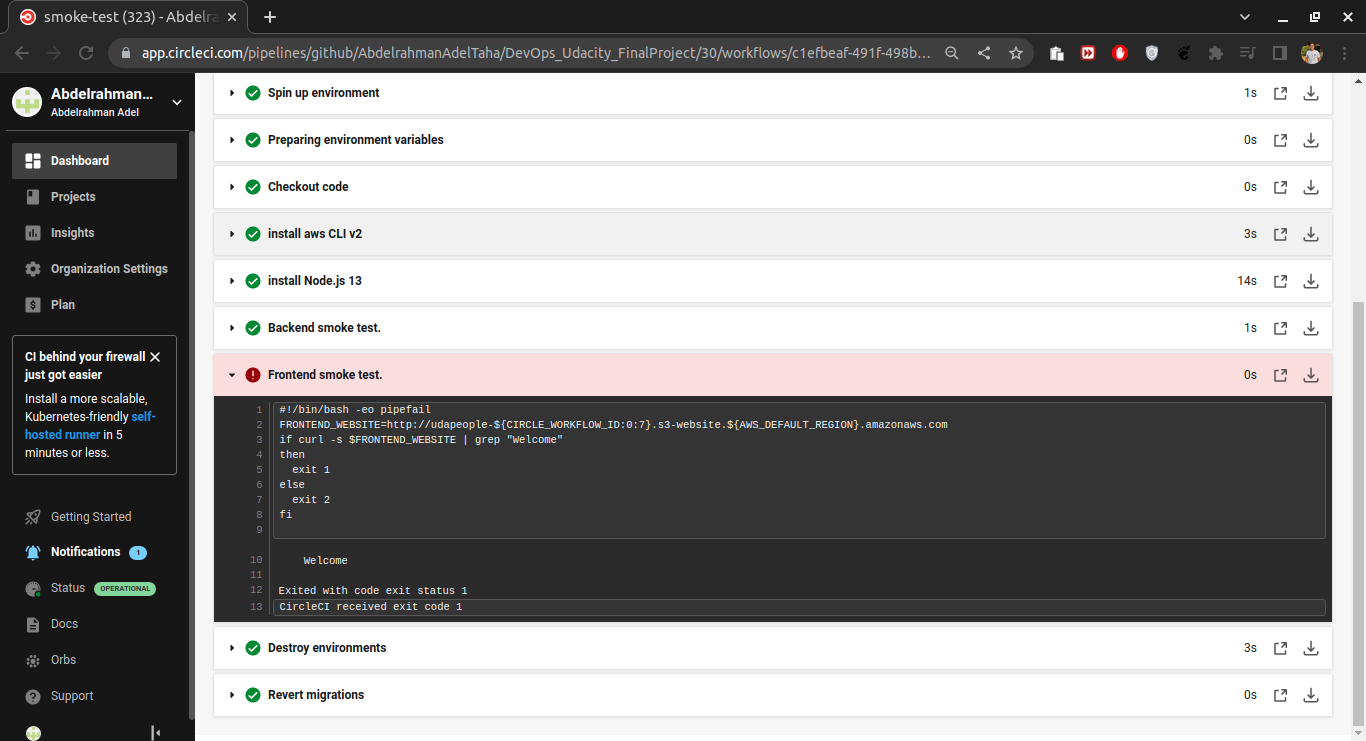 smoke-test (323) - Abdelra
app.circleci.com/pipelines/github/AbdelrahmanAdelTaha/DevOps_Udacity_FinalProject/30/workflows/c1efbeaf-491f-498b...
Abdelrahman...
Abdelrahman Adel
Dashboard
Projects
Insights
Organization Settings
Plan
CI behind your firewall
just got easier
Install a more scalable,
Kubernetes-friendly self-
hosted runner in 5
minutes or less.
Getting Started
Notifications 1
Status OPERATIONAL
Docs
Orbs
Support
Spin up environment 1s
Preparing environment variables 0s
Checkout code 0s
install aws CLI v2 3s
install Node.js 13 14s
Backend smoke test. 1s
Frontend smoke test. 0s
1 #!/bin/bash -eo pipefail
2 FRONTEND_WEBSITE=http://udapeople-${CIRCLE_WORKFLOW_ID:0:7}.s3-website.${AWS_DEFAULT_REGION}.amazonaws.com
3 if curl -s $FRONTEND_WEBSITE | grep "Welcome"
4 then
5 exit 1
6 else
7 exit 2
8 fi
9
10 Welcome
11
12 Exited with code exit status 1
13 CircleCI received exit code 1
Destroy environments 3s
Revert migrations 0s